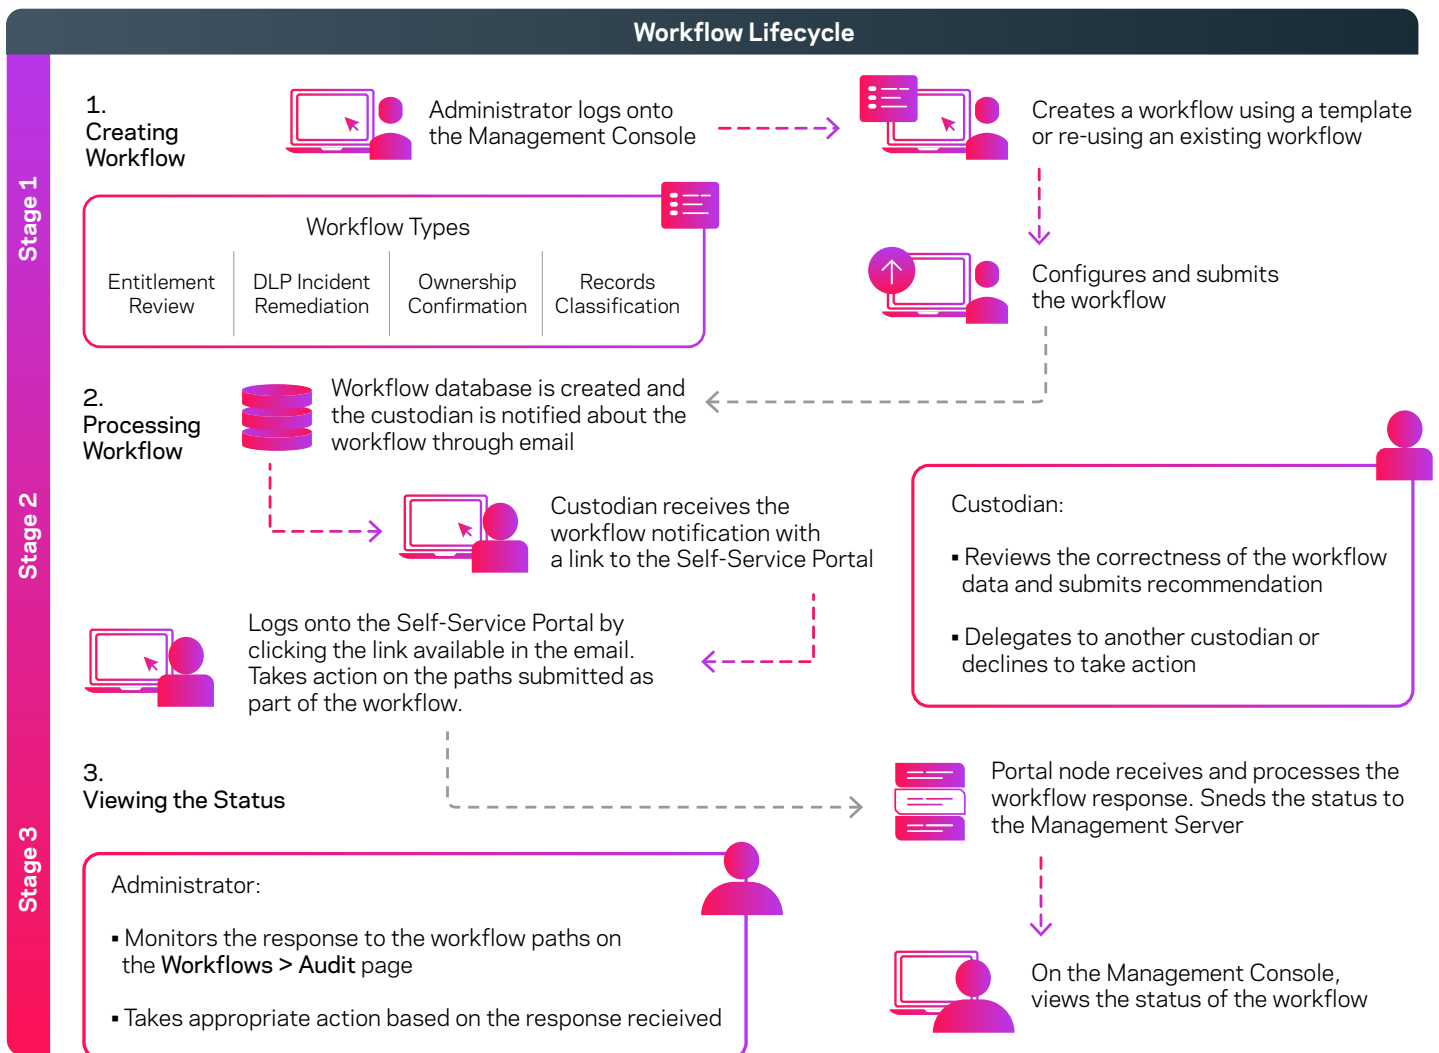 Workflow Lifecycle
Stage 1
1.
Creating
Workflow
Administrator logs onto
the Management Console
Creates a workflow using a template
or re-using an existing workflow
Workflow Types
Entitlement
Review
DLP Incident
Remediation
Ownership
Confirmation
Records
Classification
Configures and submits
the workflow
Stage 2
2.
Processing
Workflow
Workflow database is created and
the custodian is notified about the
workflow through email
Custodian receives the
workflow notification with
a link to the Self-Service Portal
Custodian:
▪ Reviews the correctness of the workflow
data and submits recommendation
▪ Delegates to another custodian or
declines to take action
Logs onto the Self-Service Portal by
clicking the link available in the email.
Takes action on the paths submitted as
part of the workflow.
Stage 3
3.
Viewing the Status
Portal node receives and processes the
workflow response. Sneds the status to
the Management Server
Administrator:
▪ Monitors the response to the workflow paths on
the Workflows > Audit page
▪ Takes appropriate action based on the response recieived
On the Management Console,
views the status of the workflow